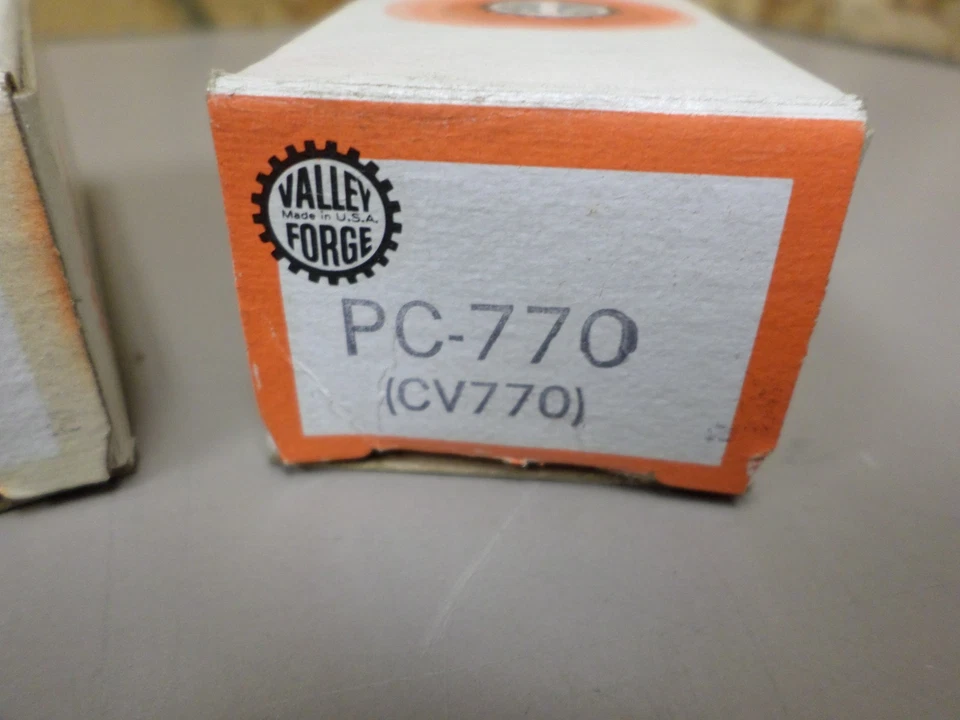 VALLEY
Made in U.S.A.
FORGE
PC-770
(CV770)